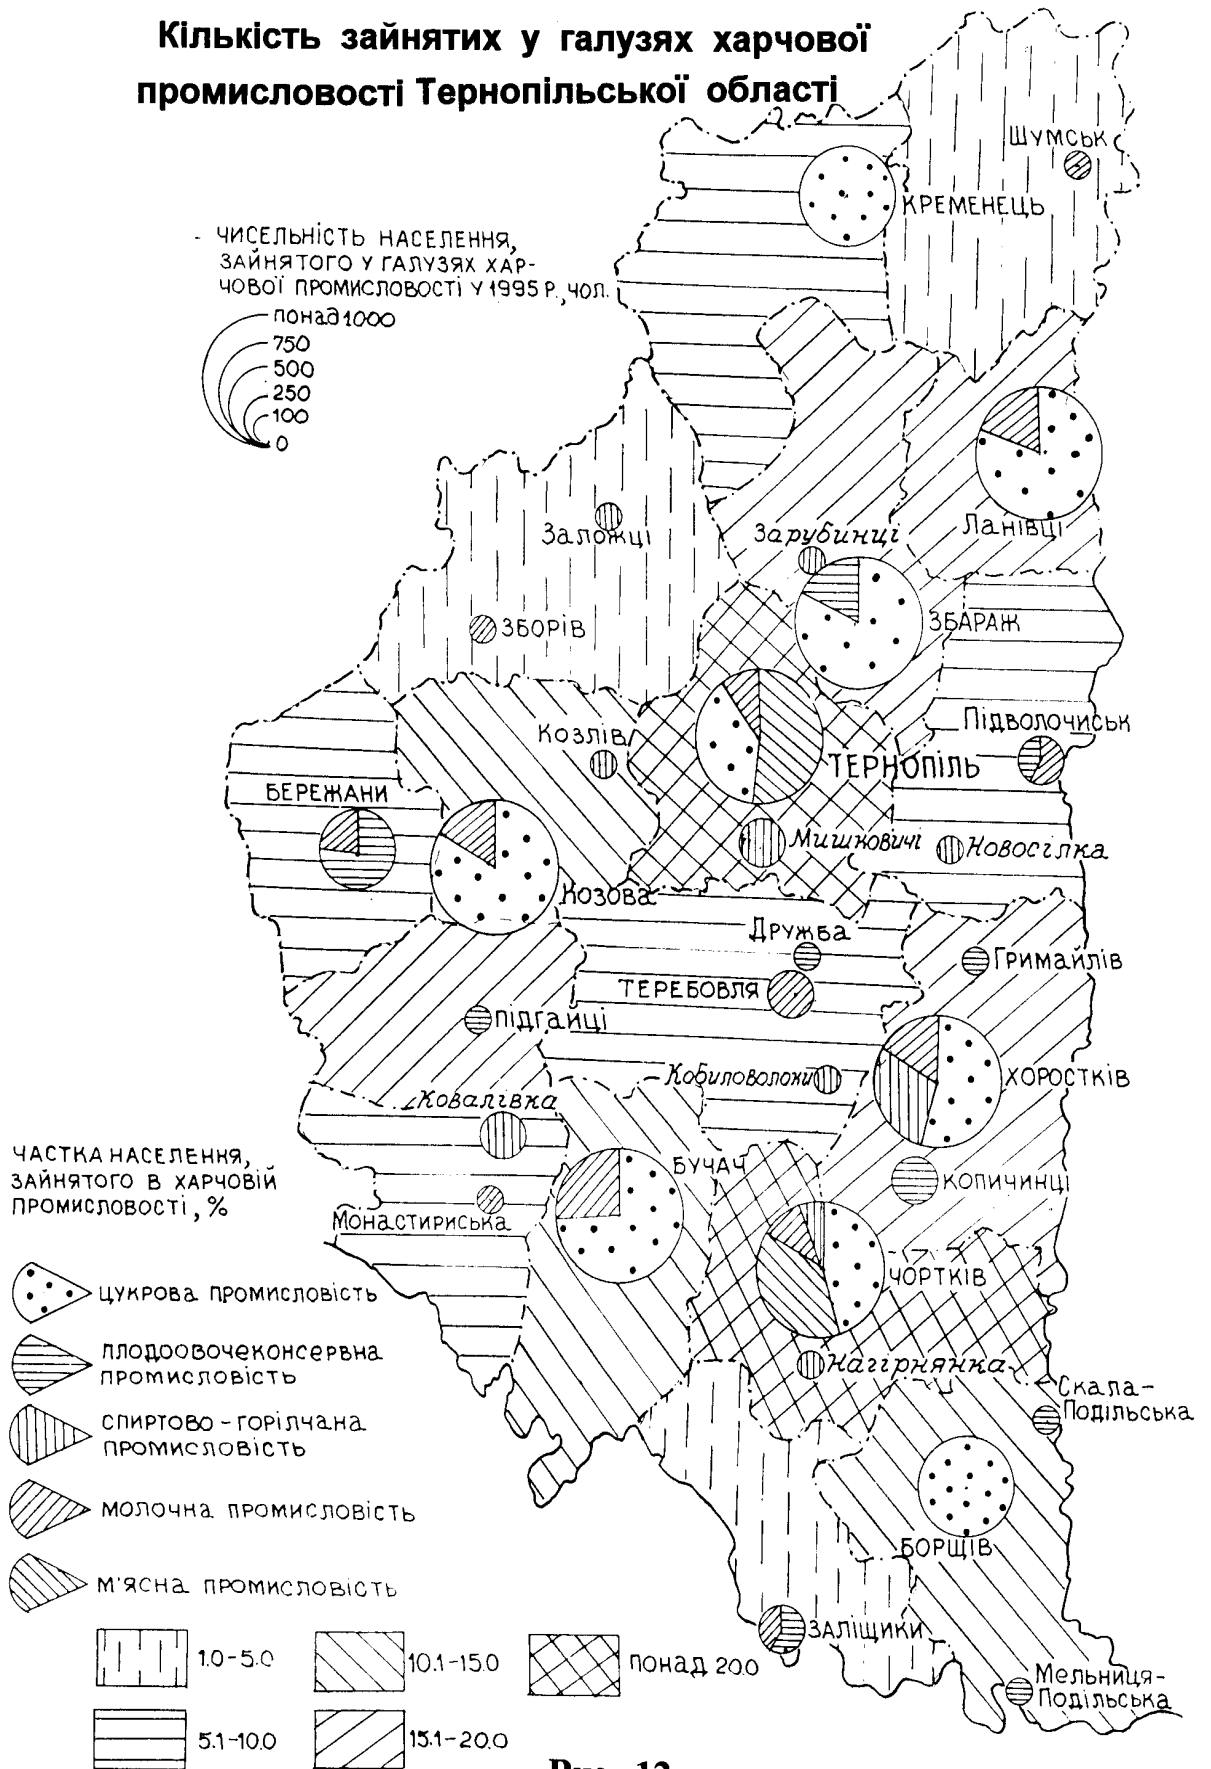 Кількість зайнятих у галузях харчової
промисловості Тернопільської області
ЧИСЕЛЬНІСТЬ НАСЕЛЕННЯ,
ЗАЙНЯТОГО У ГАЛУЗЯХ ХАР-
ЧОВОЇ ПРОМИСЛОВОСТІ У 1995 Р., ЧОЛ.
понад 1000
750
500
250
100
0
ШУМСЬК
КРЕМЕНЕЦЬ
Ланівці
Заложці
Зарубинці
ЗБАРАЖ
ЗБОРІВ
Підволочиськ
Козлів
ТЕРНОПІЛЬ
БЕРЕЖАНИ
Мишковичі
Новосілка
Козова
Дружба
Гримайлів
ТЕРЕБОВЛЯ
ПІДГАЙЦІ
Кобиловолоки
ХОРОСТКІВ
Ковалівка
БУЧАЧ
КОПИЧИНЦІ
Монастириська
ЧОРТКІВ
Нагірнянка
Скала-
Подільська
БОРЩІВ
ЗАЛІЩИКИ
Мельниця-
Подільська
ЧАСТКА НАСЕЛЕННЯ,
ЗАЙНЯТОГО В ХАРЧОВІЙ
ПРОМИСЛОВОСТІ, %
ЦУКРОВА ПРОМИСЛОВІСТЬ
ПЛОДООВОЧЕКОНСЕРВНА
ПРОМИСЛОВІСТЬ
СПИРТОВО-ГОРІЛЧАНА
ПРОМИСЛОВІСТЬ
МОЛОЧНА ПРОМИСЛОВІСТЬ
М'ЯСНА ПРОМИСЛОВІСТЬ
1.0-5.0
10.1-15.0
ПОНАД 20.0
5.1-10.0
15.1-20.0